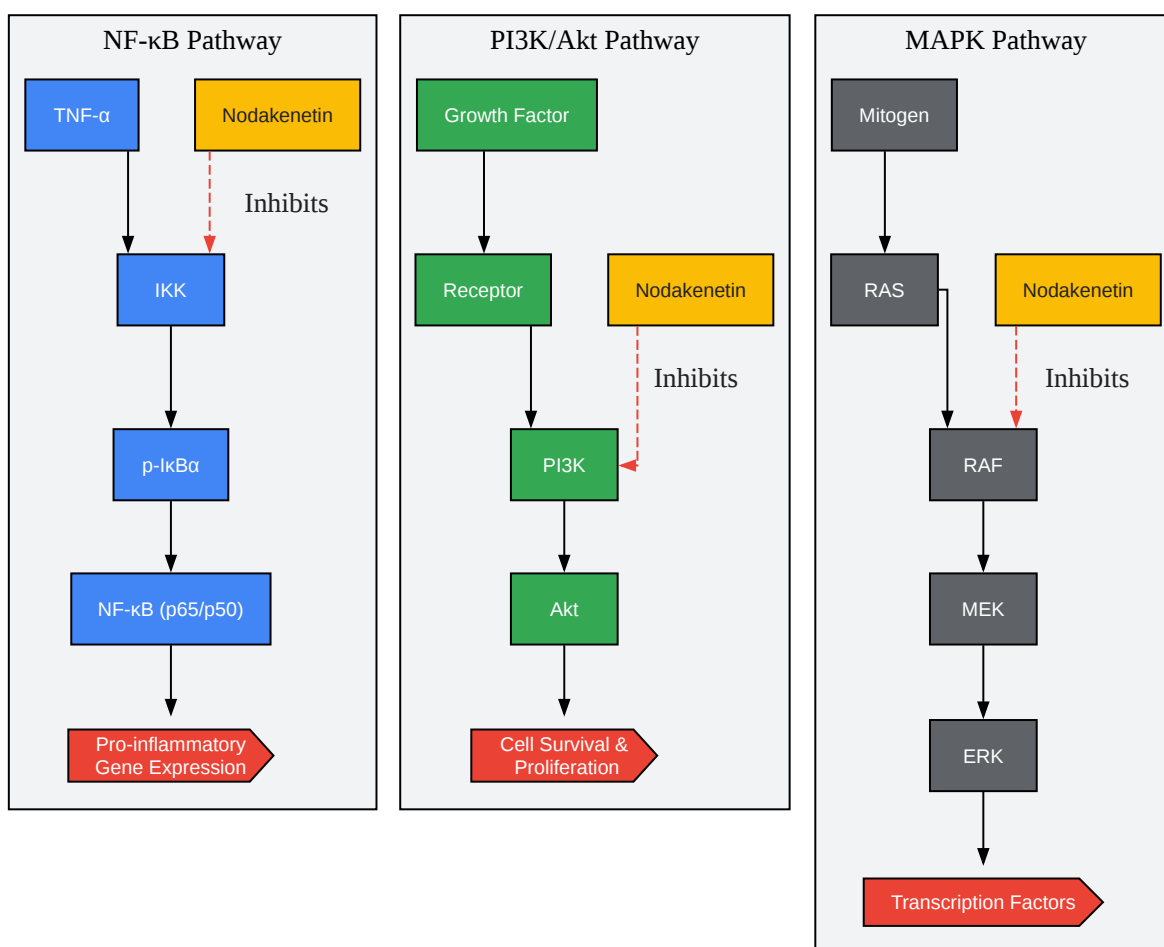 NF-κB Pathway
TNF-α
Nodakenetin
Inhibits
IKK
p-IκBα
NF-κB (p65/p50)
Pro-inflammatory
Gene Expression
PI3K/Akt Pathway
Growth Factor
Receptor
Nodakenetin
Inhibits
PI3K
Akt
Cell Survival &
Proliferation
MAPK Pathway
Mitogen
RAS
Nodakenetin
Inhibits
RAF
MEK
ERK
Transcription Factors